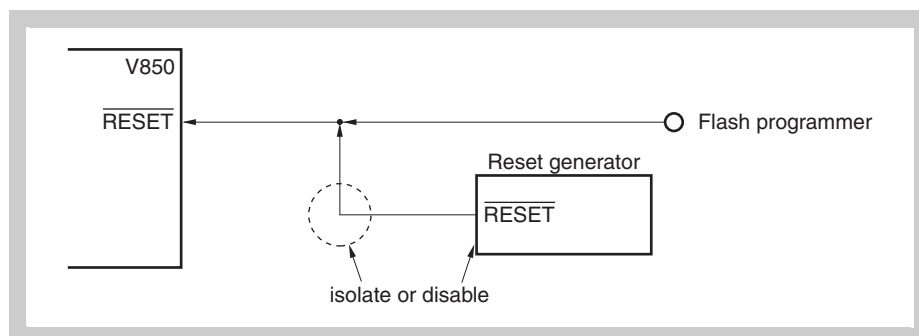 V850
RESET
Flash programmer
Reset generator
RESET
isolate or disable